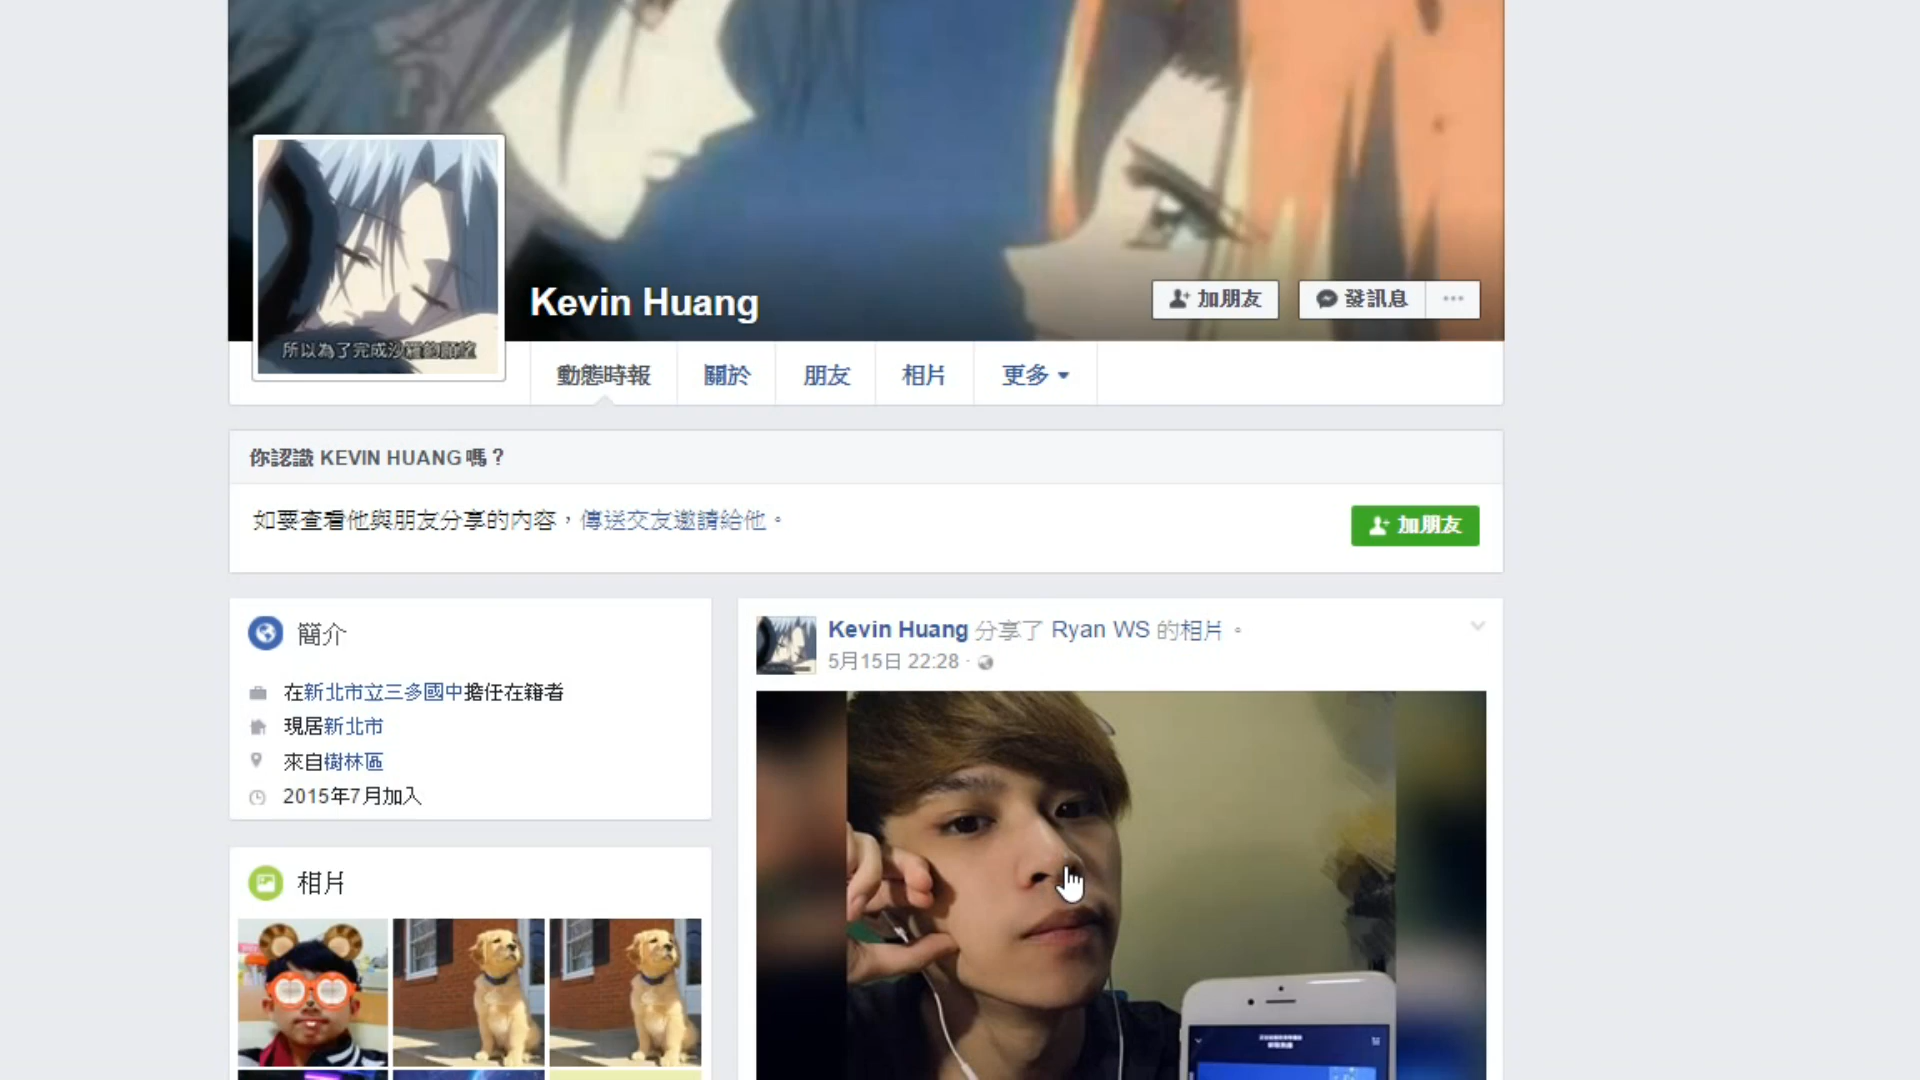 所以為了完成沙羅的願望
Kevin Huang
加朋友
發訊息
動態時報
關於
朋友
相片
更多
你認識 KEVIN HUANG 嗎？
如要查看他與朋友分享的內容，傳送交友邀請給他。
加朋友
簡介
在新北市立三多國中擔任在籍者
現居新北市
來自樹林區
2015年7月加入
相片
Kevin Huang 分享了 Ryan WS 的相片。
5月15日 22:28 ·